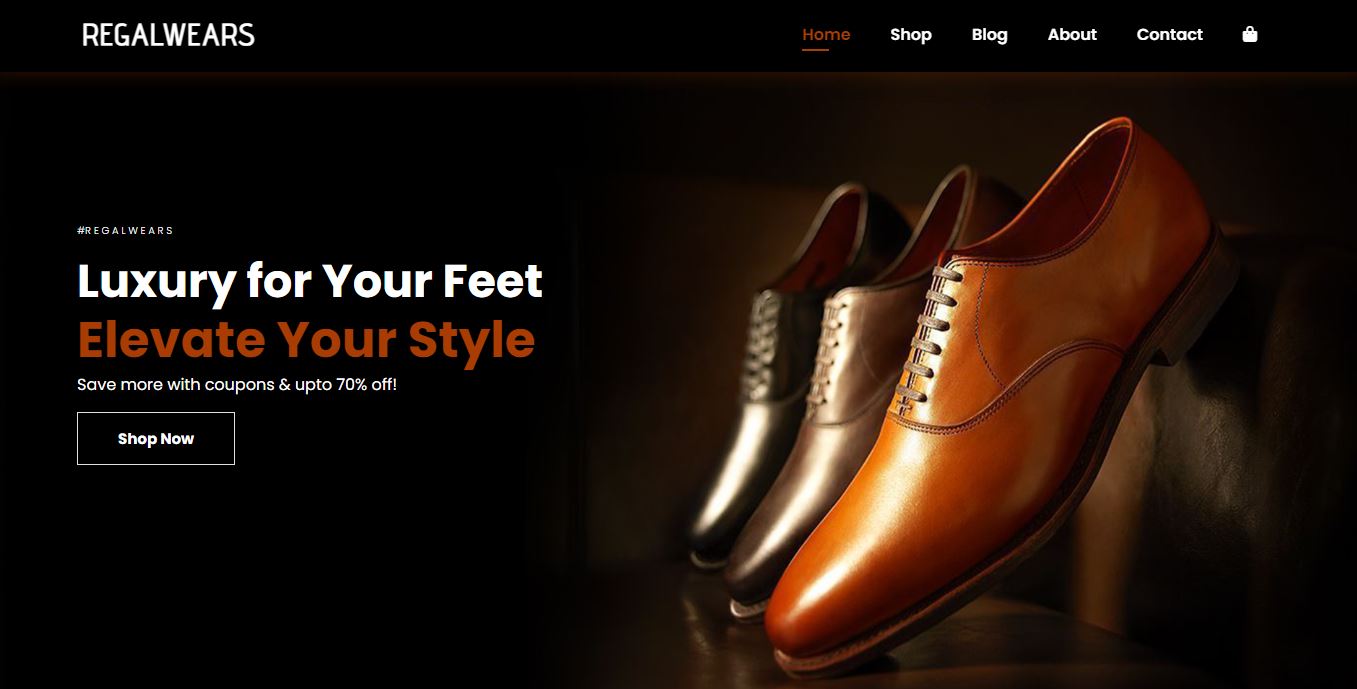 REGALWEARS
Home Shop Blog About Contact
#REGALWEARS
Luxury for Your Feet
Elevate Your Style
Save more with coupons & upto 70% off!
Shop Now